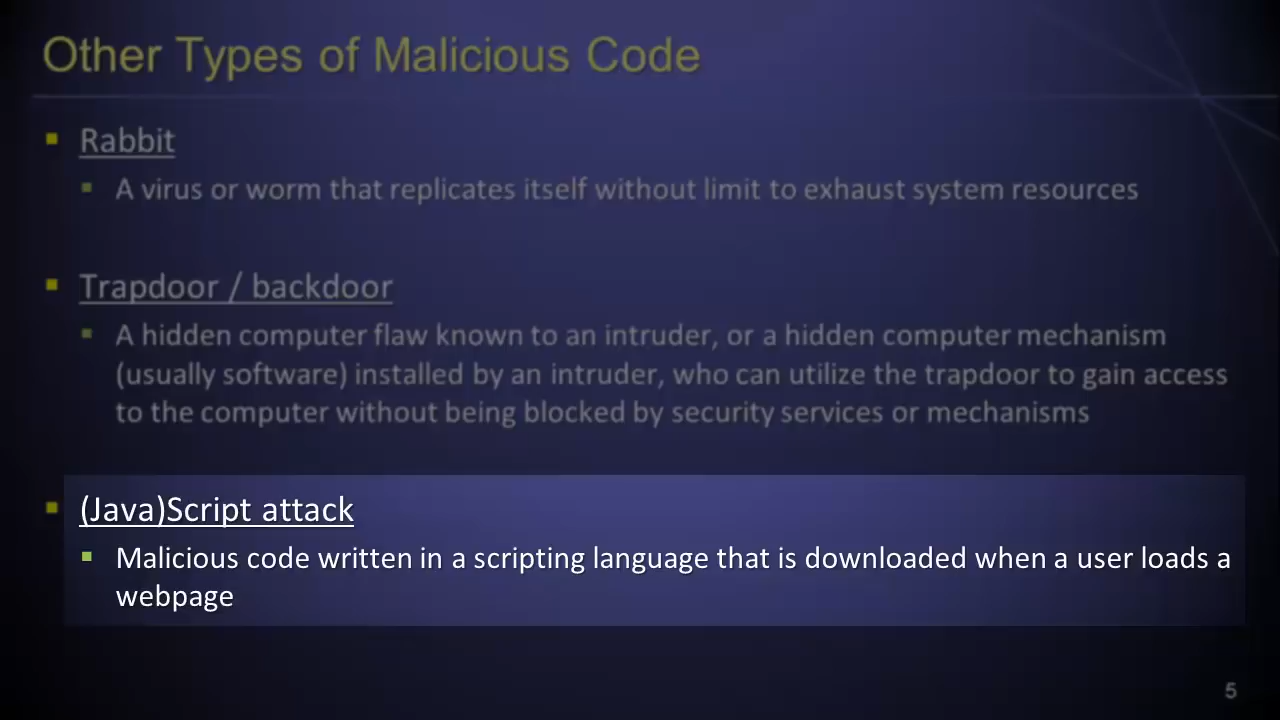 Other Types of Malicious Code
Rabbit
A virus or worm that replicates itself without limit to exhaust system resources
Trapdoor / backdoor
A hidden computer flaw known to an intruder, or a hidden computer mechanism
(usually software) installed by an intruder, who can utilize the trapdoor to gain access
to the computer without being blocked by security services or mechanisms
(Java)Script attack
Malicious code written in a scripting language that is downloaded when a user loads a
webpage
5